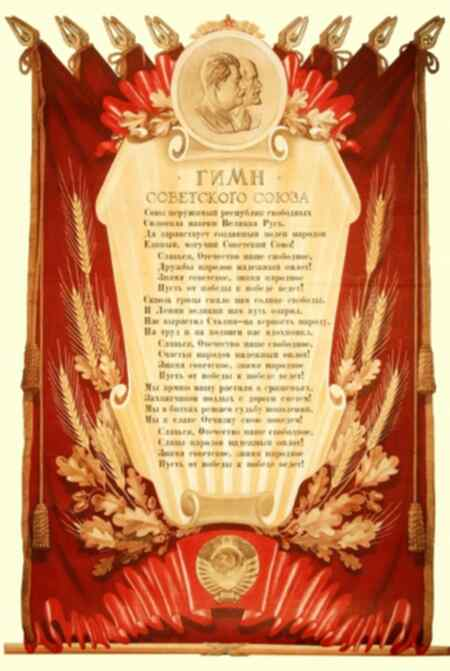 ГИМН
СОВЕТСКОГО СОЮЗА
Союз нерушимый республик свободных
Сплотила навеки Великая Русь.
Да здравствует созданный волей народов
Единый, могучий Советский Союз!
Славься, Отечество наше свободное,
Дружбы народов надежный оплот!
Знамя советское, знамя народное
Пусть от победы к победе ведет!
Сквозь грозы сияло нам солнце свободы,
И Ленин великий нам путь озарил.
Нас вырастил Сталин—на верность народу,
На труд и на подвиги нас вдохновил.
Славься, Отечество наше свободное,
Счастья народов надежный оплот!
Знамя советское, знамя народное
Пусть от победы к победе ведет!
Мы армию нашу растили в сраженьях,
Захватчиков подлых с дороги сметем!
Мы в битвах решаем судьбу поколений,
Мы к славе Отчизну свою поведем!
Славься, Отечество наше свободное,
Славы народов надежный оплот!
Знамя советское, знамя народное
Пусть от победы к победе ведет!